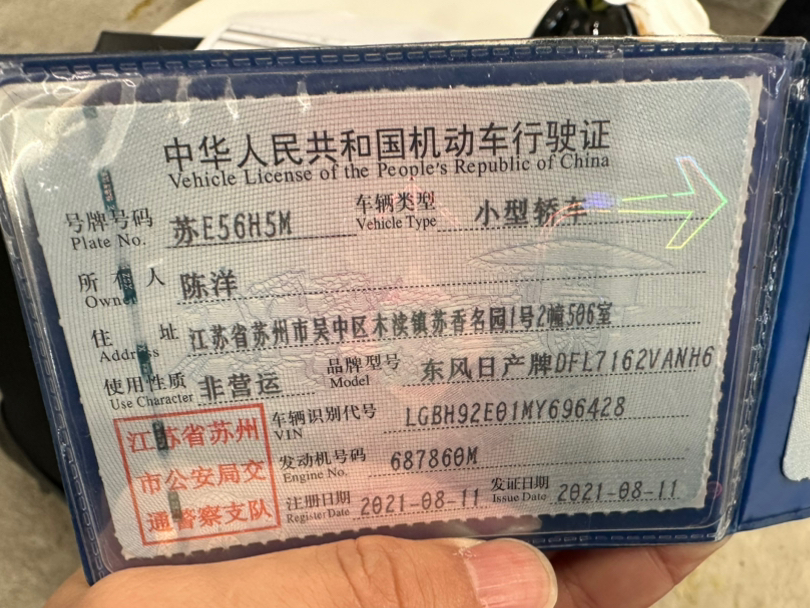 中华人民共和国机动车行驶证
Vehicle License of the People's Republic of China
号牌号码 苏E56H5M 车辆类型 小型轿车
Plate No. Vehicle Type
所有人 陈洋
Owner
住址 江苏省苏州市吴中区木渎镇苏香名园1号2幢506室
Address
使用性质 非营运 品牌型号 东风日产牌DFL7162VANH6
Use Character Model
江苏省苏州 车辆识别代号 LGBH92E01MY696428
VIN
市公安局交 发动机号码 687860M
Engine No.
通警察支队 注册日期 2021-08-11 发证日期 2021-08-11
Register Date Issue Date